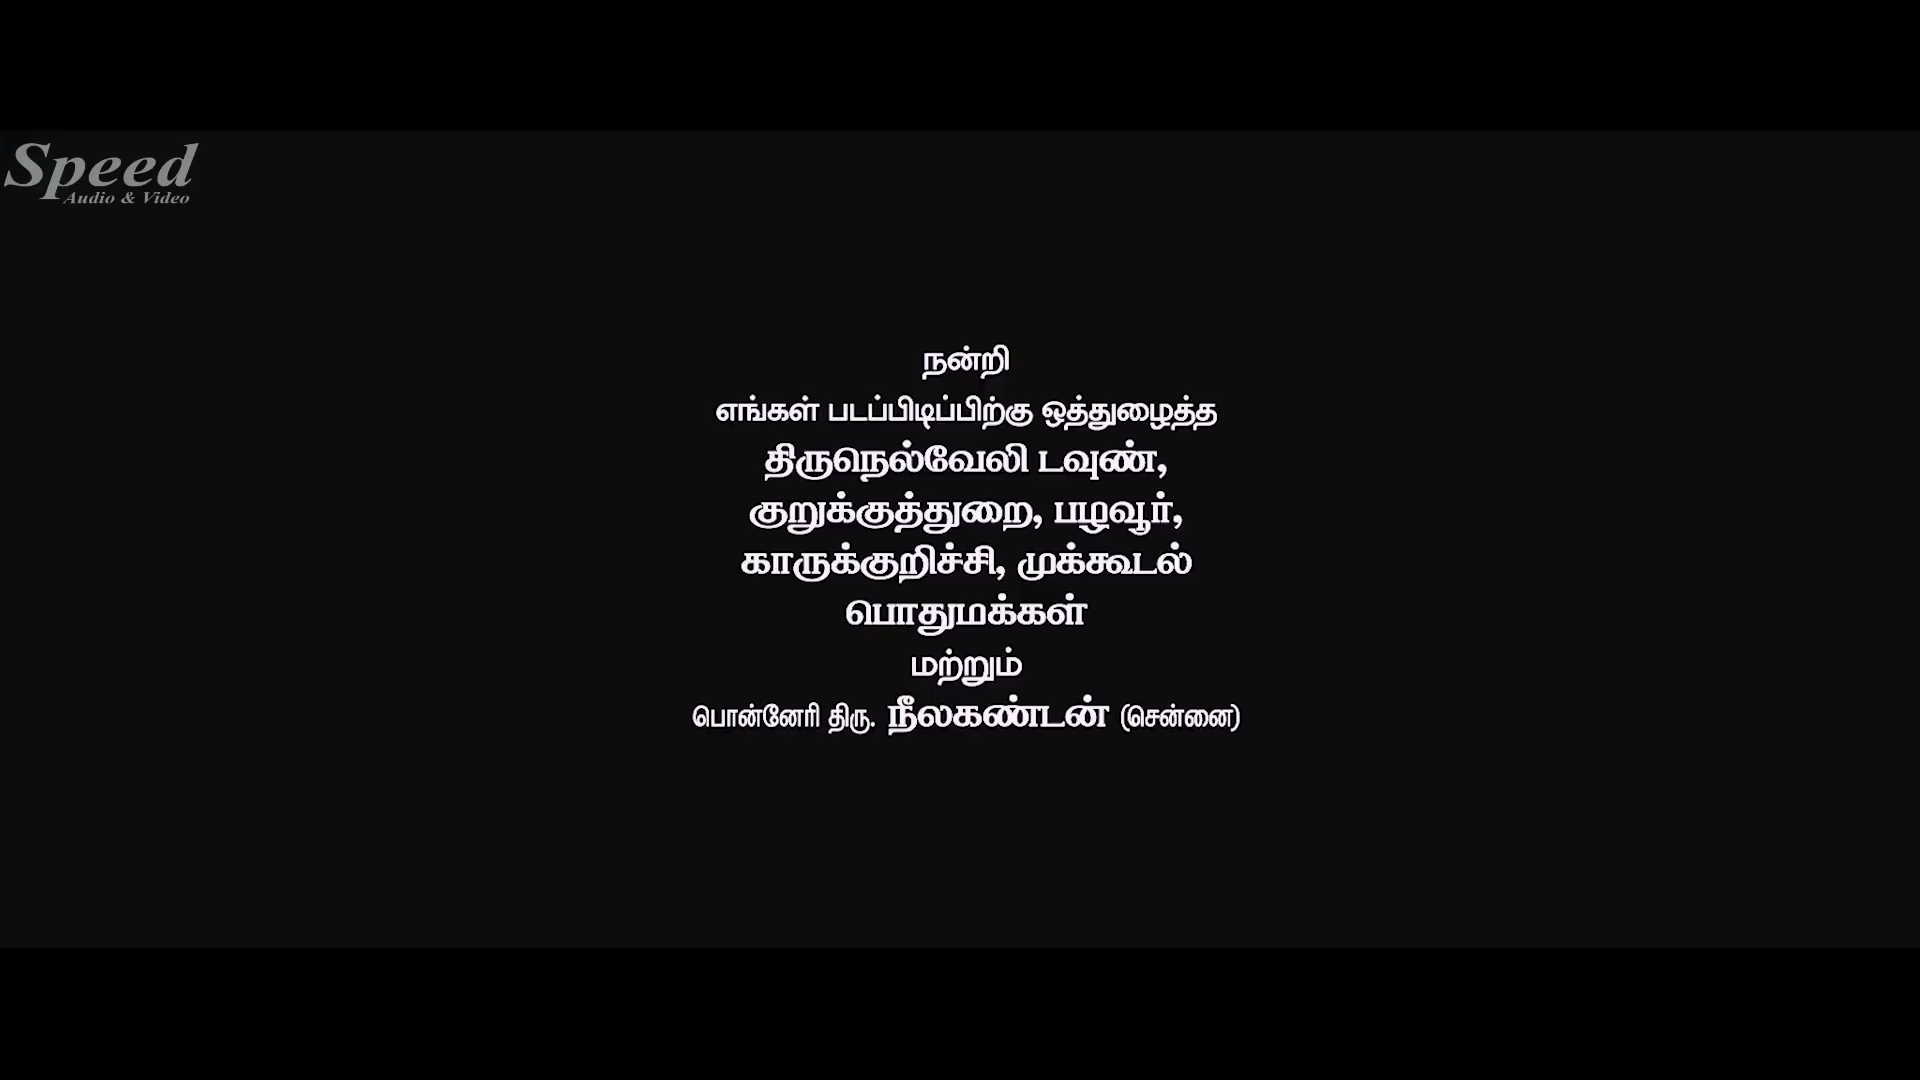 Speed
Audio & Video
நன்றி
எங்கள் படப்பிடிப்பிற்கு ஒத்துழைத்த
திருநெல்வேலி டவுண்,
குறுக்குத்துறை, பழவூர்,
காருக்குறிச்சி, முக்கூடல்
பொதுமக்கள்
மற்றும்
பொன்னேரி திரு. நீலகண்டன் (சென்னை)